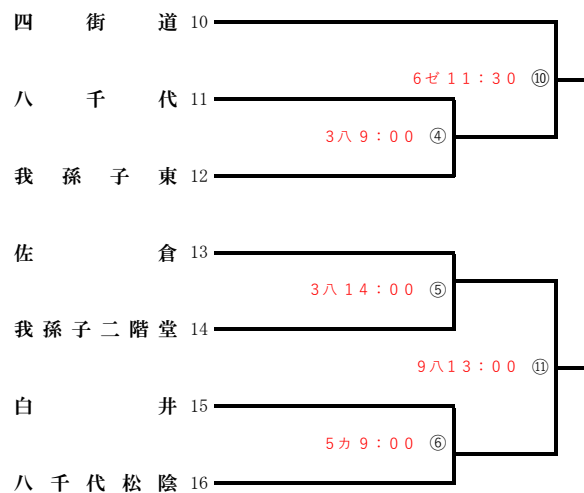 四街道 10
6ゼ 11：30 ⑩
八千代 11
3八 9：00 ④
我孫子東 12
佐倉 13
3八 14：00 ⑤
我孫子二階堂 14
9八13：00 ⑪
白井 15
5カ 9：00 ⑥
八千代松陰 16